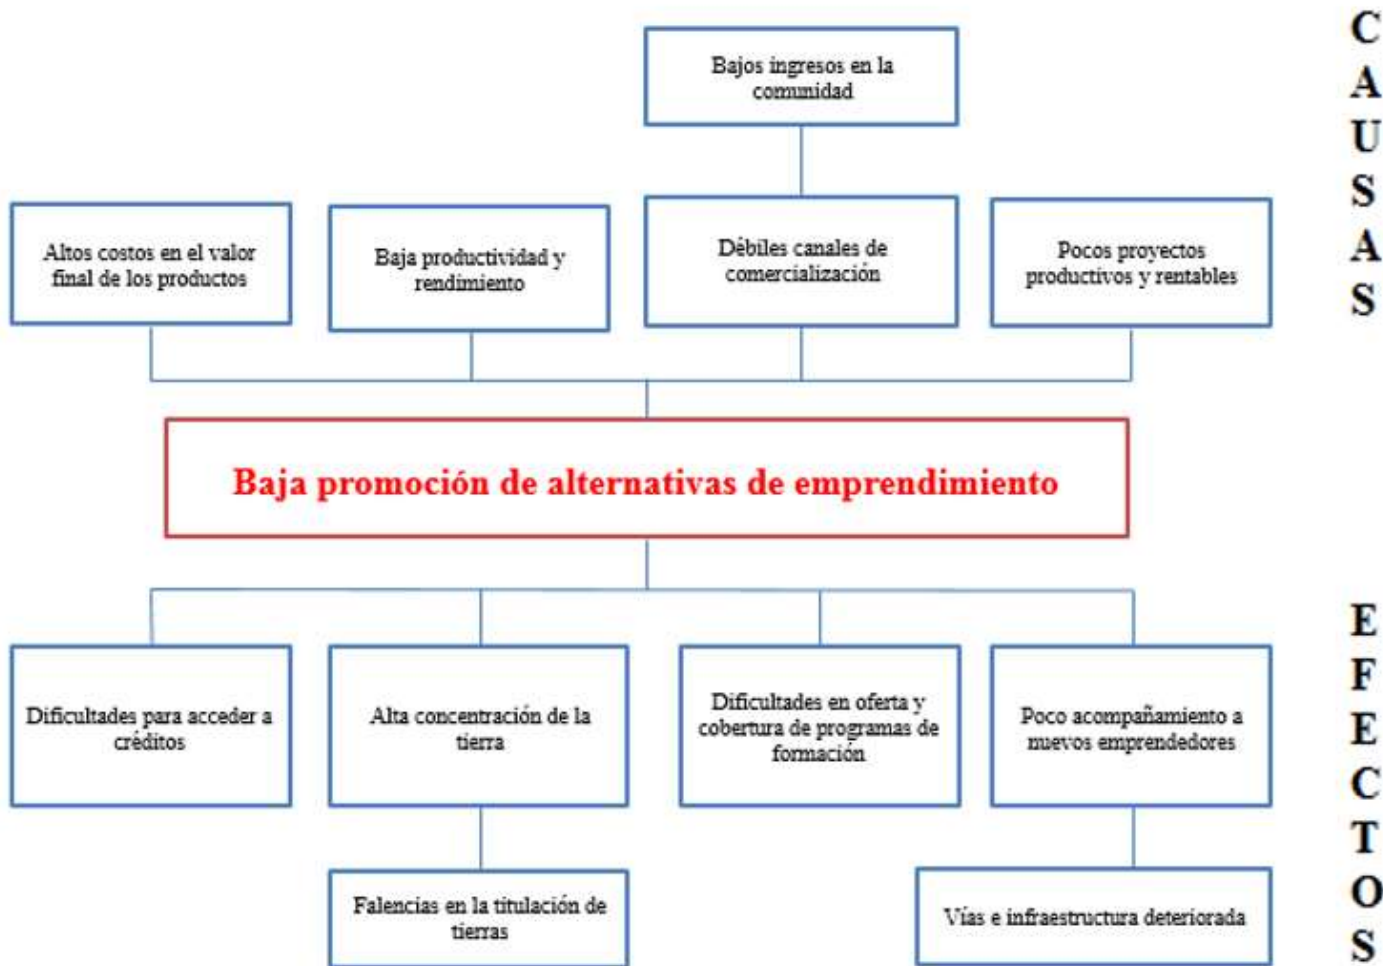 Bajos ingresos en la
comunidad
Altos costos en el valor
final de los productos
Baja productividad y
rendimiento
Débiles canales de
comercialización
Pocos proyectos
productivos y rentables
C
A
U
S
A
S
Baja promoción de alternativas de emprendimiento
Dificultades para acceder a
créditos
Alta concentración de la
tierra
Dificultades en oferta y
cobertura de programas de
formación
Poco acompañamiento a
nuevos emprendedores
Falencias en la titulación de
tierras
Vías e infraestructura deteriorada
E
F
E
C
T
O
S